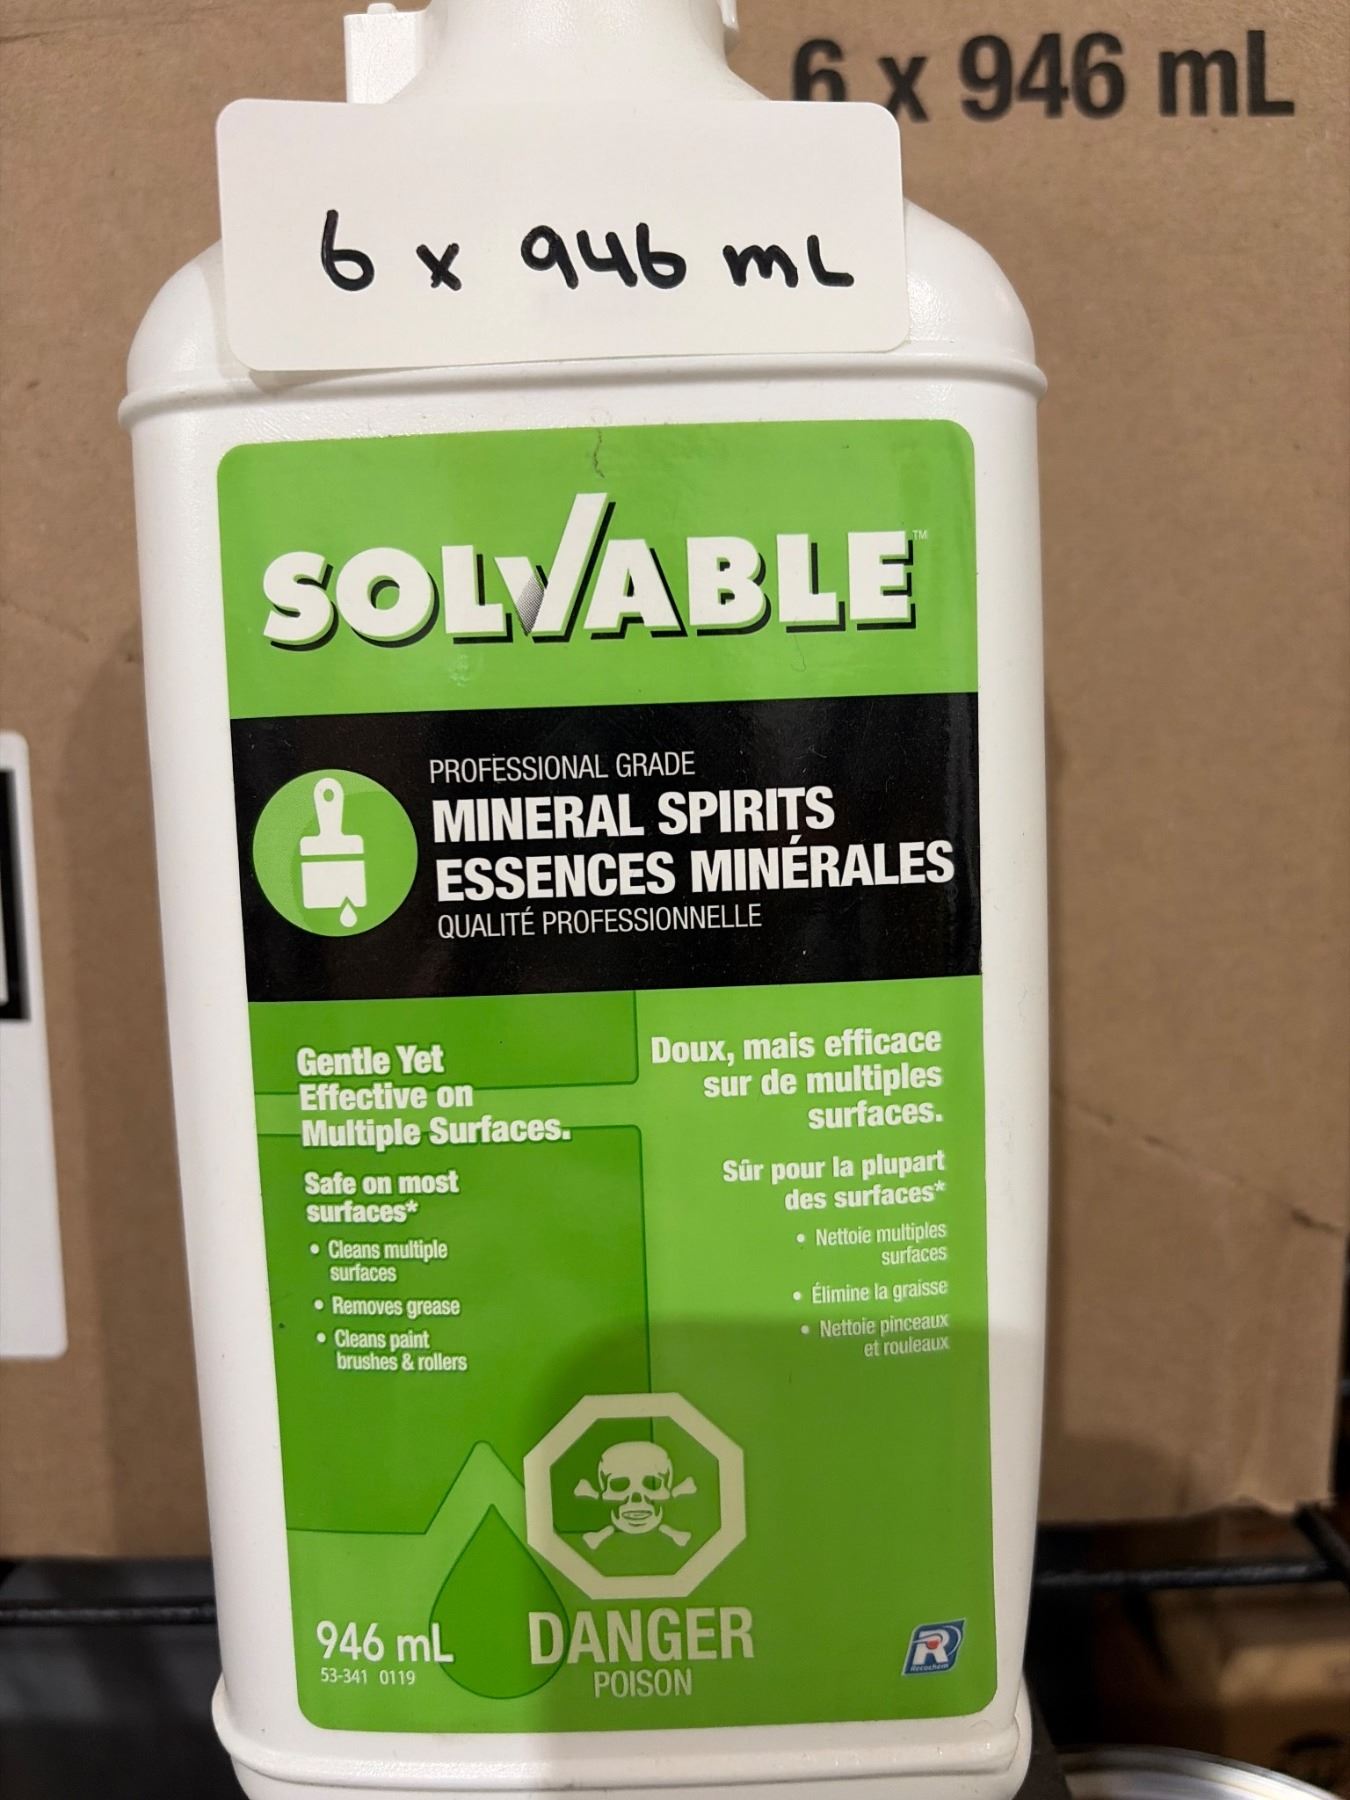 6 x 946 mL
6 x 946 mL
SOLVABLE™
PROFESSIONAL GRADE
MINERAL SPIRITS
ESSENCES MINÉRALES
QUALITÉ PROFESSIONNELLE
Gentle Yet
Effective on
Multiple Surfaces.
Safe on most
surfaces*
• Cleans multiple
surfaces
• Removes grease
• Cleans paint
brushes & rollers
Doux, mais efficace
sur de multiples
surfaces.
Sûr pour la plupart
des surfaces*
• Nettoie multiples
surfaces
• Élimine la graisse
• Nettoie pinceaux
et rouleaux
946 mL
53-341 0119
DANGER
POISON
R
Recochem